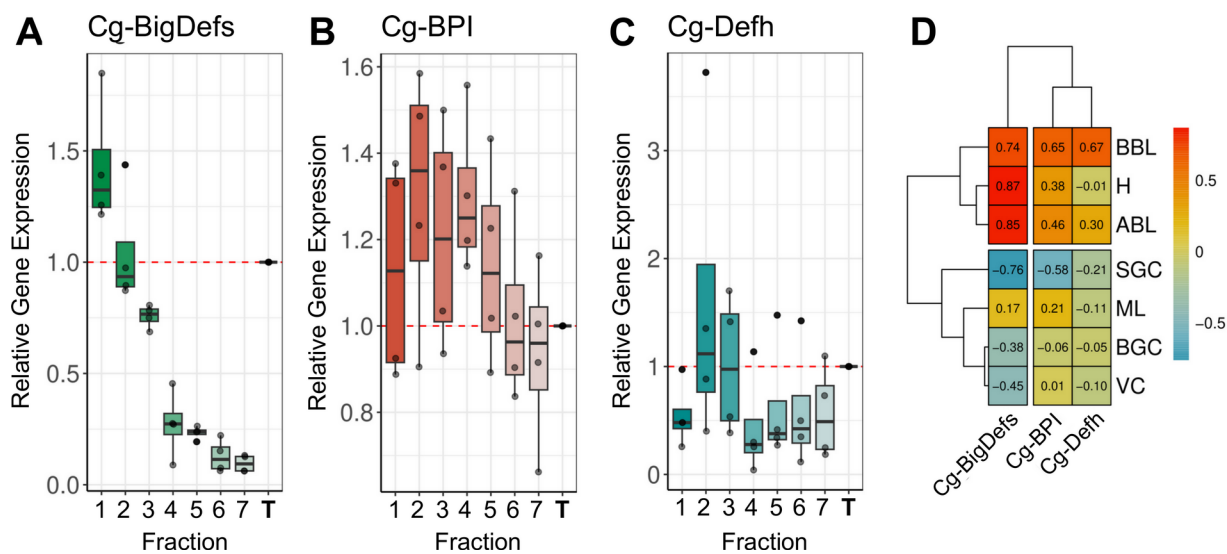 A Cg-BigDefs
Relative Gene Expression
1.5
1.0
0.5
0.0
1 2 3 4 5 6 7 T
Fraction
B Cg-BPI
Relative Gene Expression
1.6
1.4
1.2
1.0
0.8
1 2 3 4 5 6 7 T
Fraction
C Cg-Defh
Relative Gene Expression
3
2
1
0
1 2 3 4 5 6 7 T
Fraction
D
0.74 0.65 0.67 BBL
0.87 0.38 −0.01 H
0.85 0.46 0.30 ABL
−0.76 −0.58 −0.21 SGC
0.17 0.21 −0.11 ML
−0.38 −0.06 −0.05 BGC
−0.45 0.01 −0.10 VC
Cg-BigDefs
Cg-BPI
Cg-Defh
0.5
0
−0.5